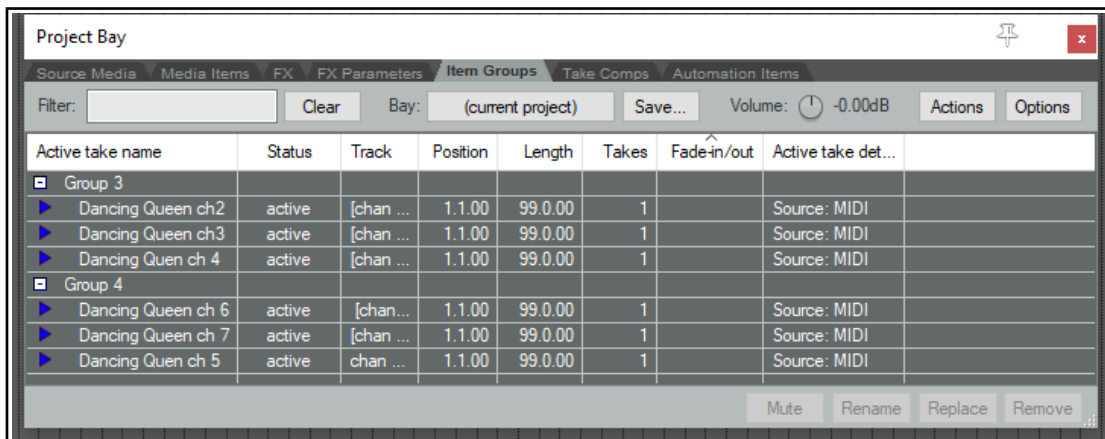 Project Bay
x
Source Media Media Items FX FX Parameters Item Groups Take Comps Automation Items
Filter: Clear Bay: (current project) Save... Volume: -0.00dB Actions Options
Active take name Status Track Position Length Takes Fade-in/out Active take det...
Group 3
Dancing Queen ch2 active [chan ... 1.1.00 99.0.00 1 Source: MIDI
Dancing Queen ch3 active [chan ... 1.1.00 99.0.00 1 Source: MIDI
Dancing Quen ch 4 active [chan ... 1.1.00 99.0.00 1 Source: MIDI
Group 4
Dancing Queen ch 6 active [chan... 1.1.00 99.0.00 1 Source: MIDI
Dancing Queen ch 7 active [chan ... 1.1.00 99.0.00 1 Source: MIDI
Dancing Quen ch 5 active chan ... 1.1.00 99.0.00 1 Source: MIDI
Mute Rename Replace Remove